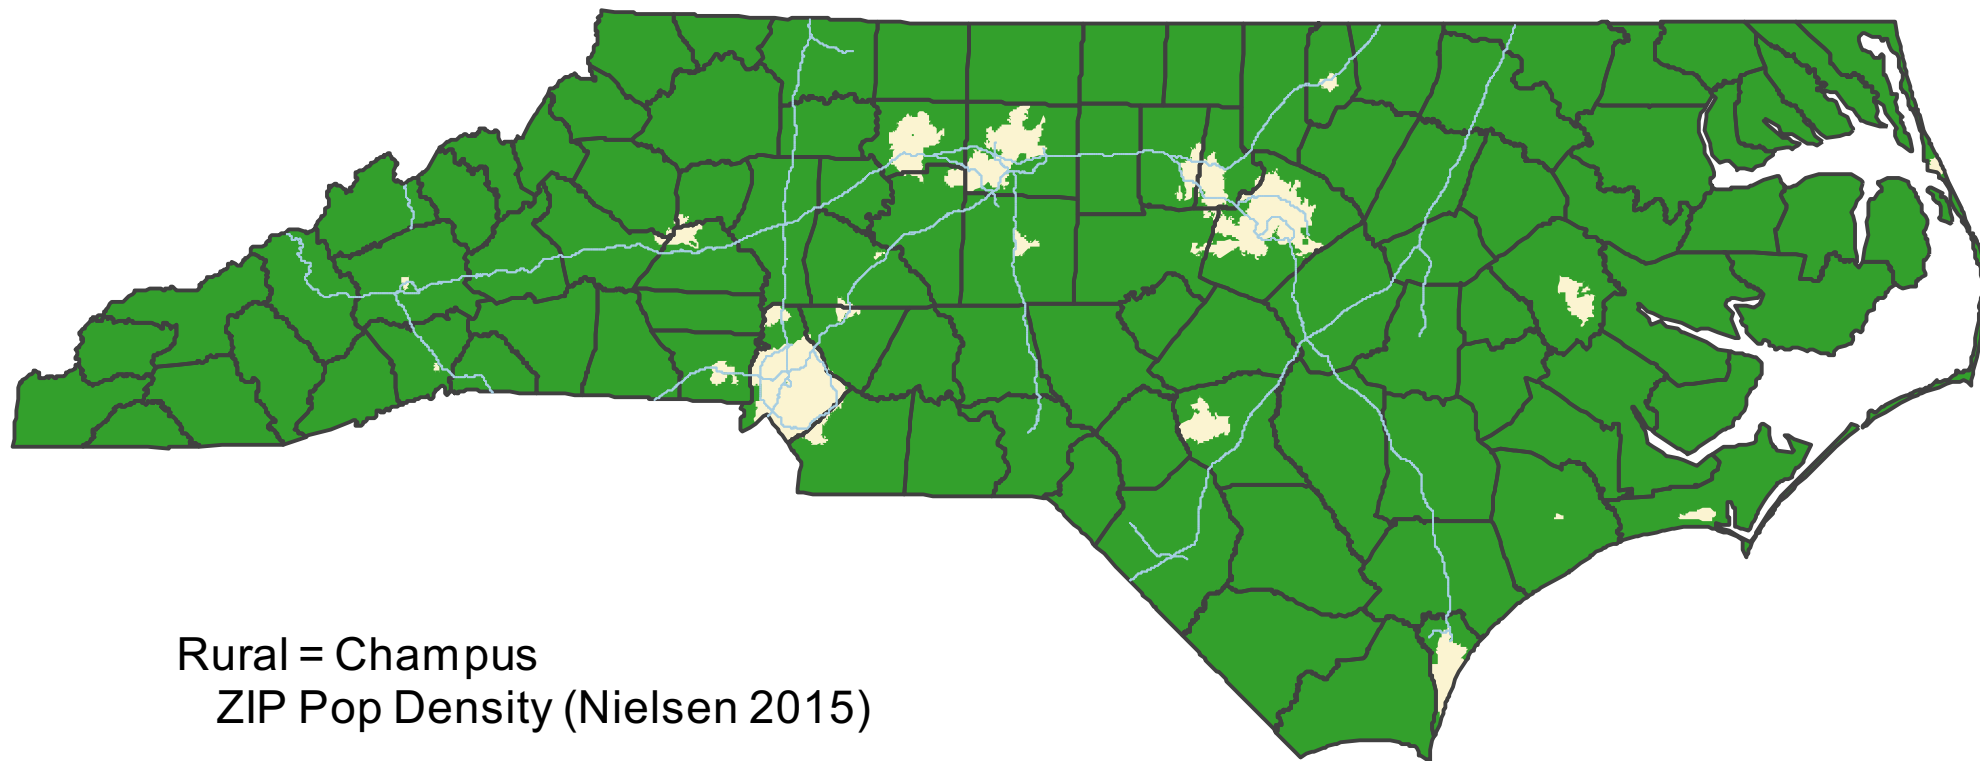 Rural = Champus
ZIP Pop Density (Nielsen 2015)